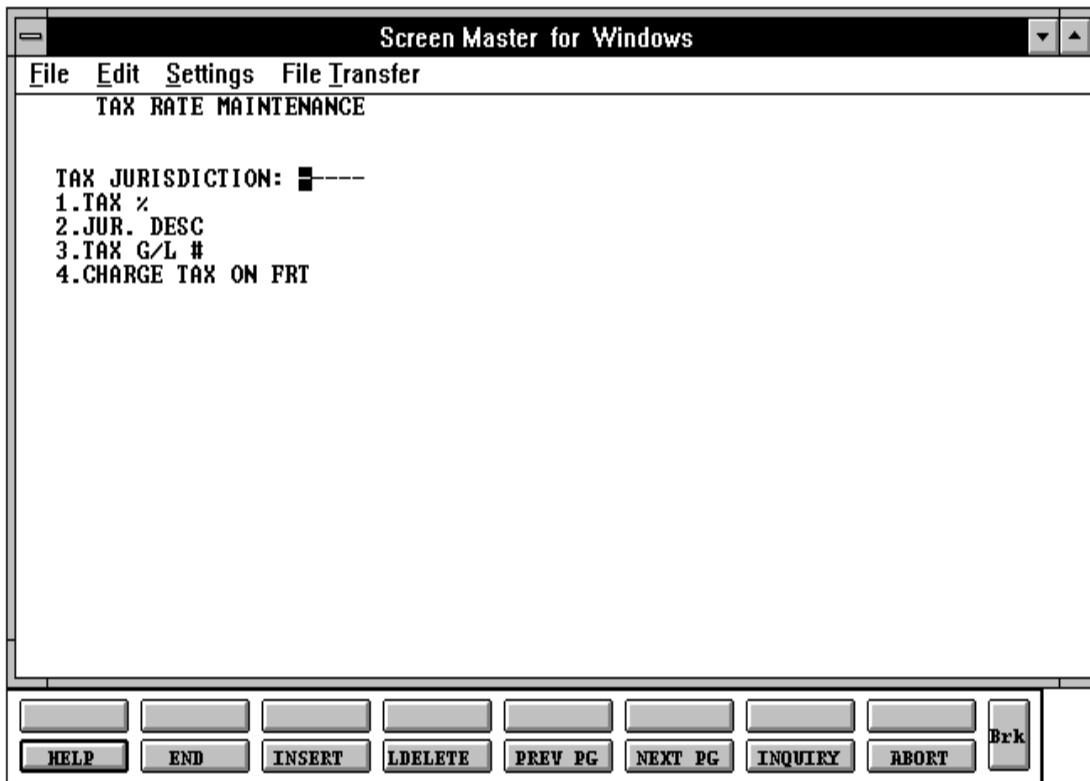 Screen Master for Windows
File Edit Settings File Transfer
TAX RATE MAINTENANCE
TAX JURISDICTION: -----
1.TAX %
2.JUR. DESC
3.TAX G/L #
4.CHARGE TAX ON FRT
HELP END INSERT LDELETE PREV PG NEXT PG INQUIRY ABORT Brk